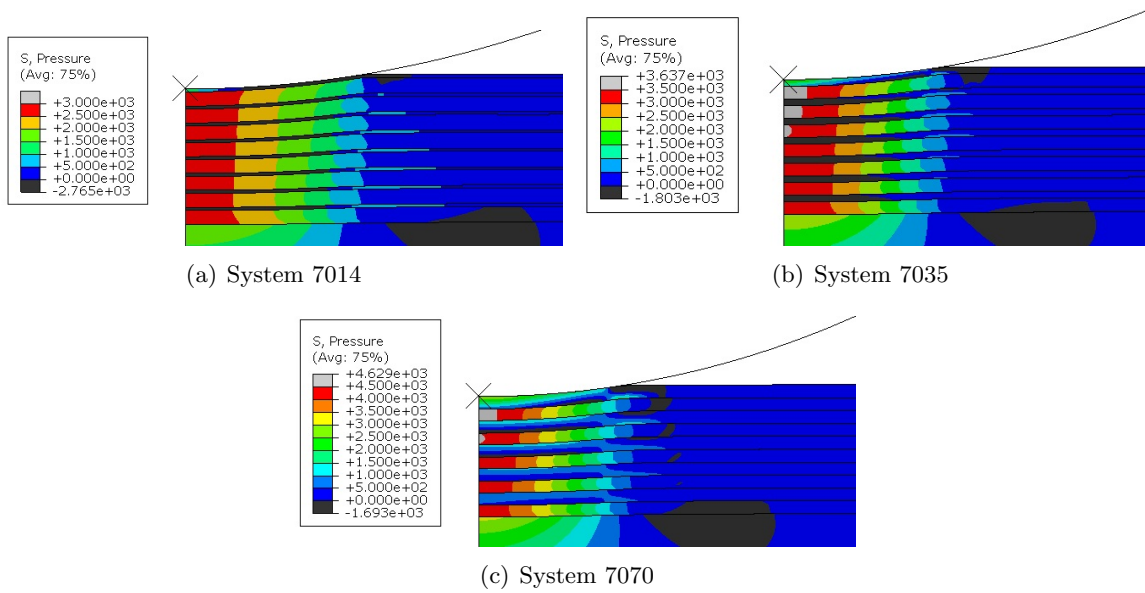 S, Pressure
(Avg: 75%)
+3.000e+03
+2.500e+03
+2.000e+03
+1.500e+03
+1.000e+03
+5.000e+02
+0.000e+00
-2.765e+03
(a) System 7014
S, Pressure
(Avg: 75%)
+3.637e+03
+3.500e+03
+3.000e+03
+2.500e+03
+2.000e+03
+1.500e+03
+1.000e+03
+5.000e+02
+0.000e+00
-1.803e+03
(b) System 7035
S, Pressure
(Avg: 75%)
+4.629e+03
+4.500e+03
+4.000e+03
+3.500e+03
+3.000e+03
+2.500e+03
+2.000e+03
+1.500e+03
+1.000e+03
+5.000e+02
+0.000e+00
-1.693e+03
(c) System 7070